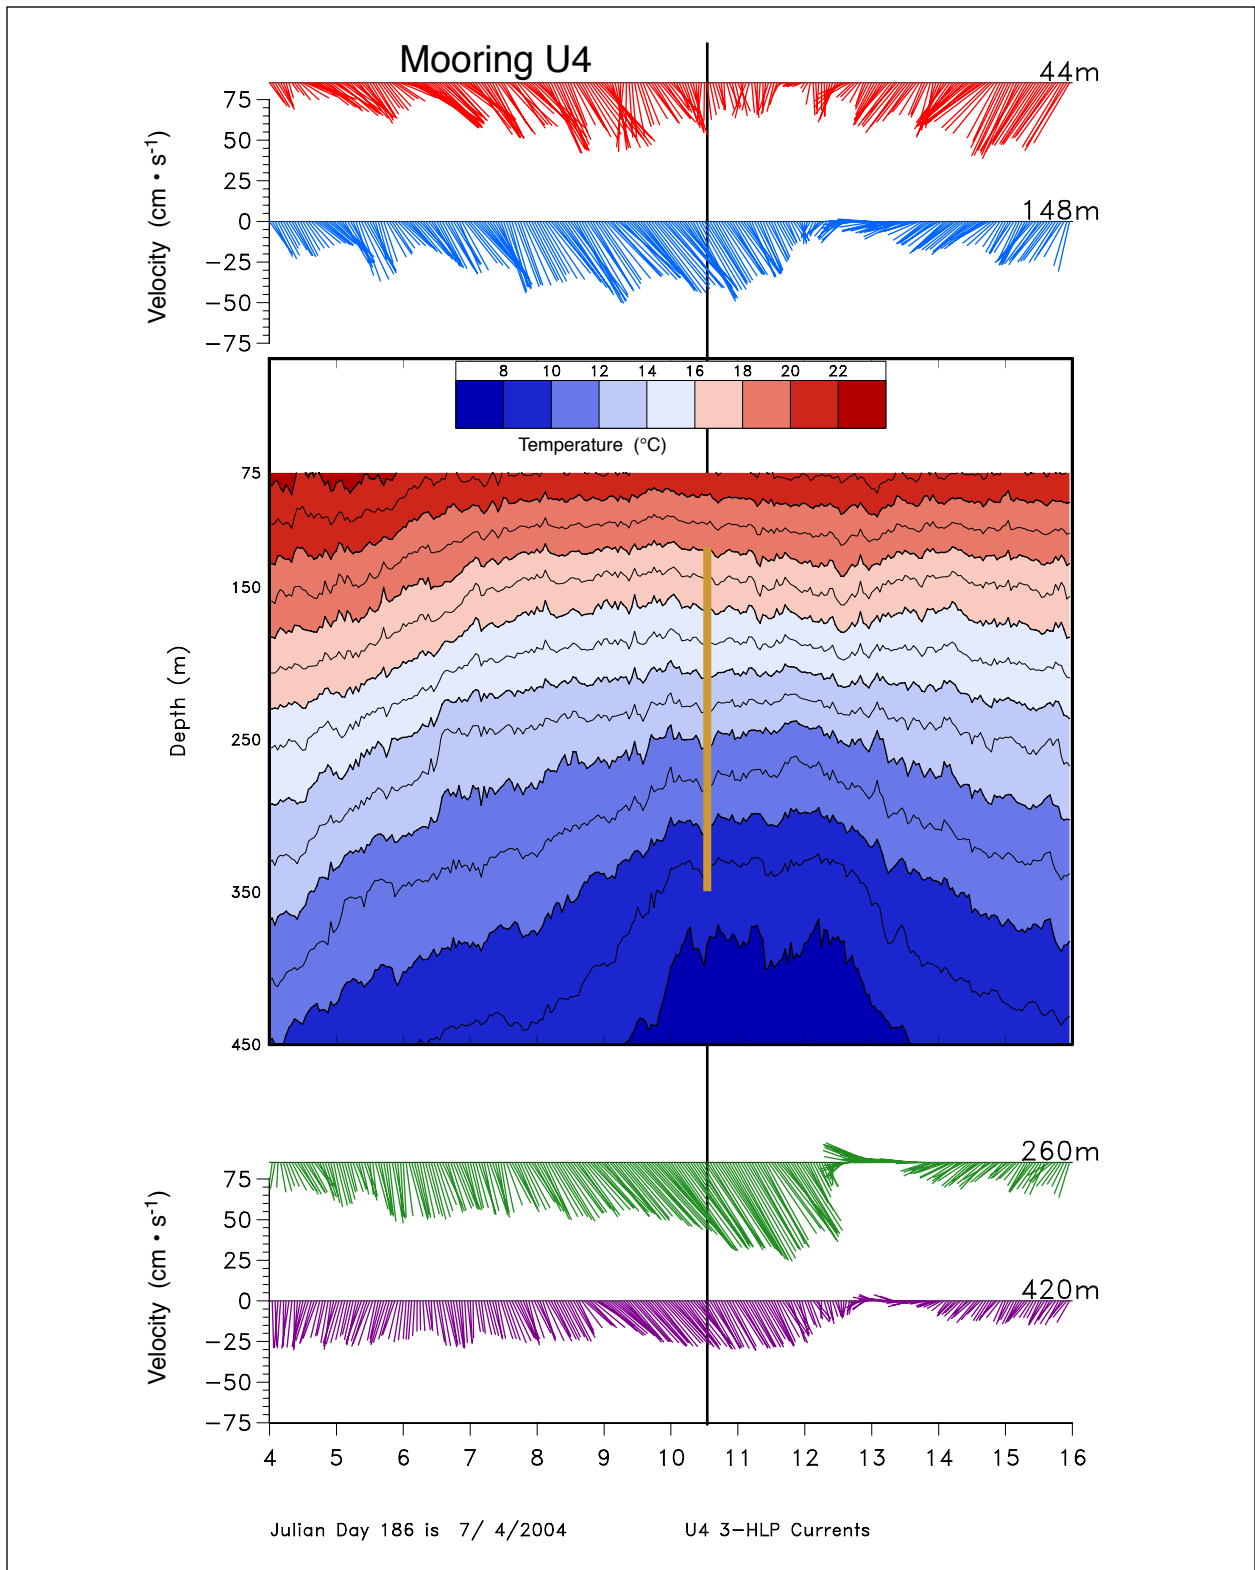 Mooring U4
44m
75
50
25
0
148m
−25
−50
−75
Velocity (cm • s-1)
8 10 12 14 16 18 20 22
Temperature (°C)
75
150
250
350
450
Depth (m)
260m
75
50
25
0
420m
−25
−50
−75
Velocity (cm • s-1)
4 5 6 7 8 9 10 11 12 13 14 15 16
Julian Day 186 is 7/ 4/2004
U4 3−HLP Currents